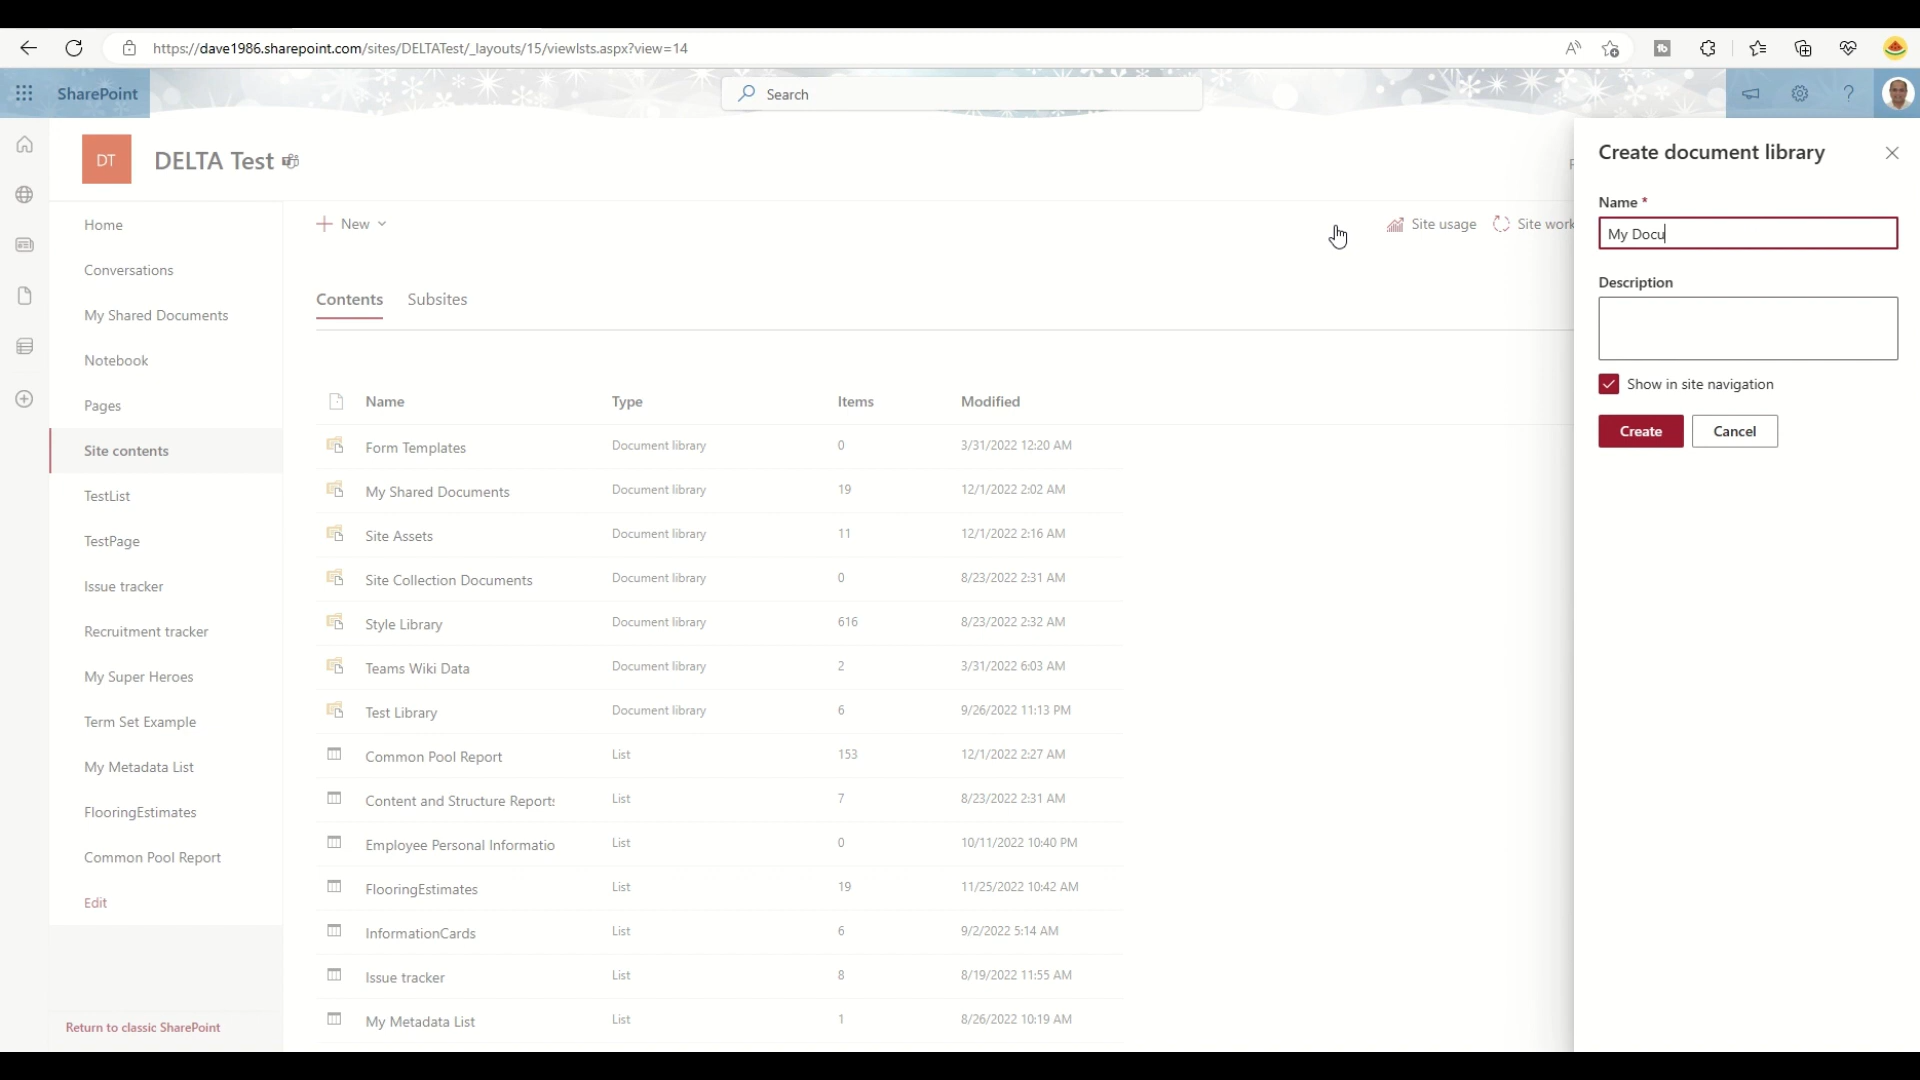 https://dave1986.sharepoint.com/sites/DELTATest/_layouts/15/viewlsts.aspx?view=14
SharePoint
Search
DT
DELTA Test
Home
Conversations
My Shared Documents
Notebook
Pages
Site contents
TestList
TestPage
Issue tracker
Recruitment tracker
My Super Heroes
Term Set Example
My Metadata List
FlooringEstimates
Common Pool Report
Edit
Return to classic SharePoint
New
Site usage
Site work
Contents Subsites
Name Type Items Modified
Form Templates Document library 0 3/31/2022 12:20 AM
My Shared Documents Document library 19 12/1/2022 2:02 AM
Site Assets Document library 11 12/1/2022 2:16 AM
Site Collection Documents Document library 0 8/23/2022 2:31 AM
Style Library Document library 616 8/23/2022 2:32 AM
Teams Wiki Data Document library 2 3/31/2022 6:03 AM
Test Library Document library 6 9/26/2022 11:13 PM
Common Pool Report List 153 12/1/2022 2:27 AM
Content and Structure Reports List 7 8/23/2022 2:31 AM
Employee Personal Informatio List 0 10/11/2022 10:40 PM
FlooringEstimates List 19 11/25/2022 10:42 AM
InformationCards List 6 9/2/2022 5:14 AM
Issue tracker List 8 8/19/2022 11:55 AM
My Metadata List List 1 8/26/2022 10:19 AM
Create document library
Name *
My Docu
Description
Show in site navigation
Create
Cancel